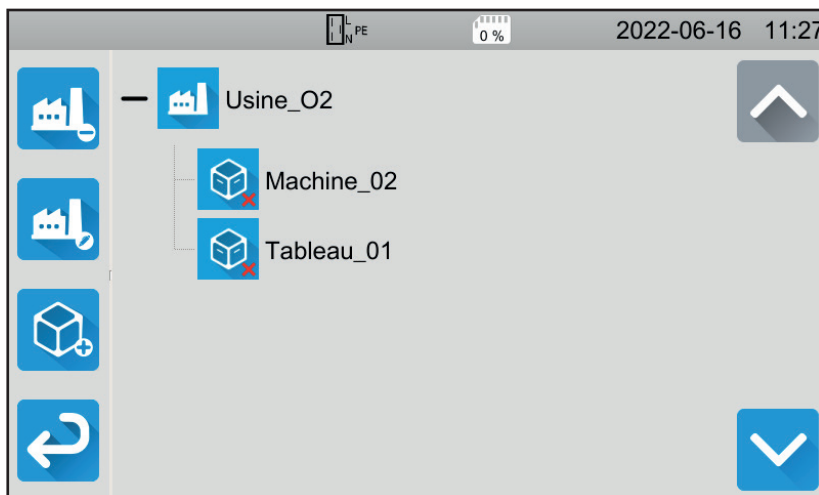 L
N PE
0 %
2022-06-16 11:27
Usine_O2
Machine_02
Tableau_01